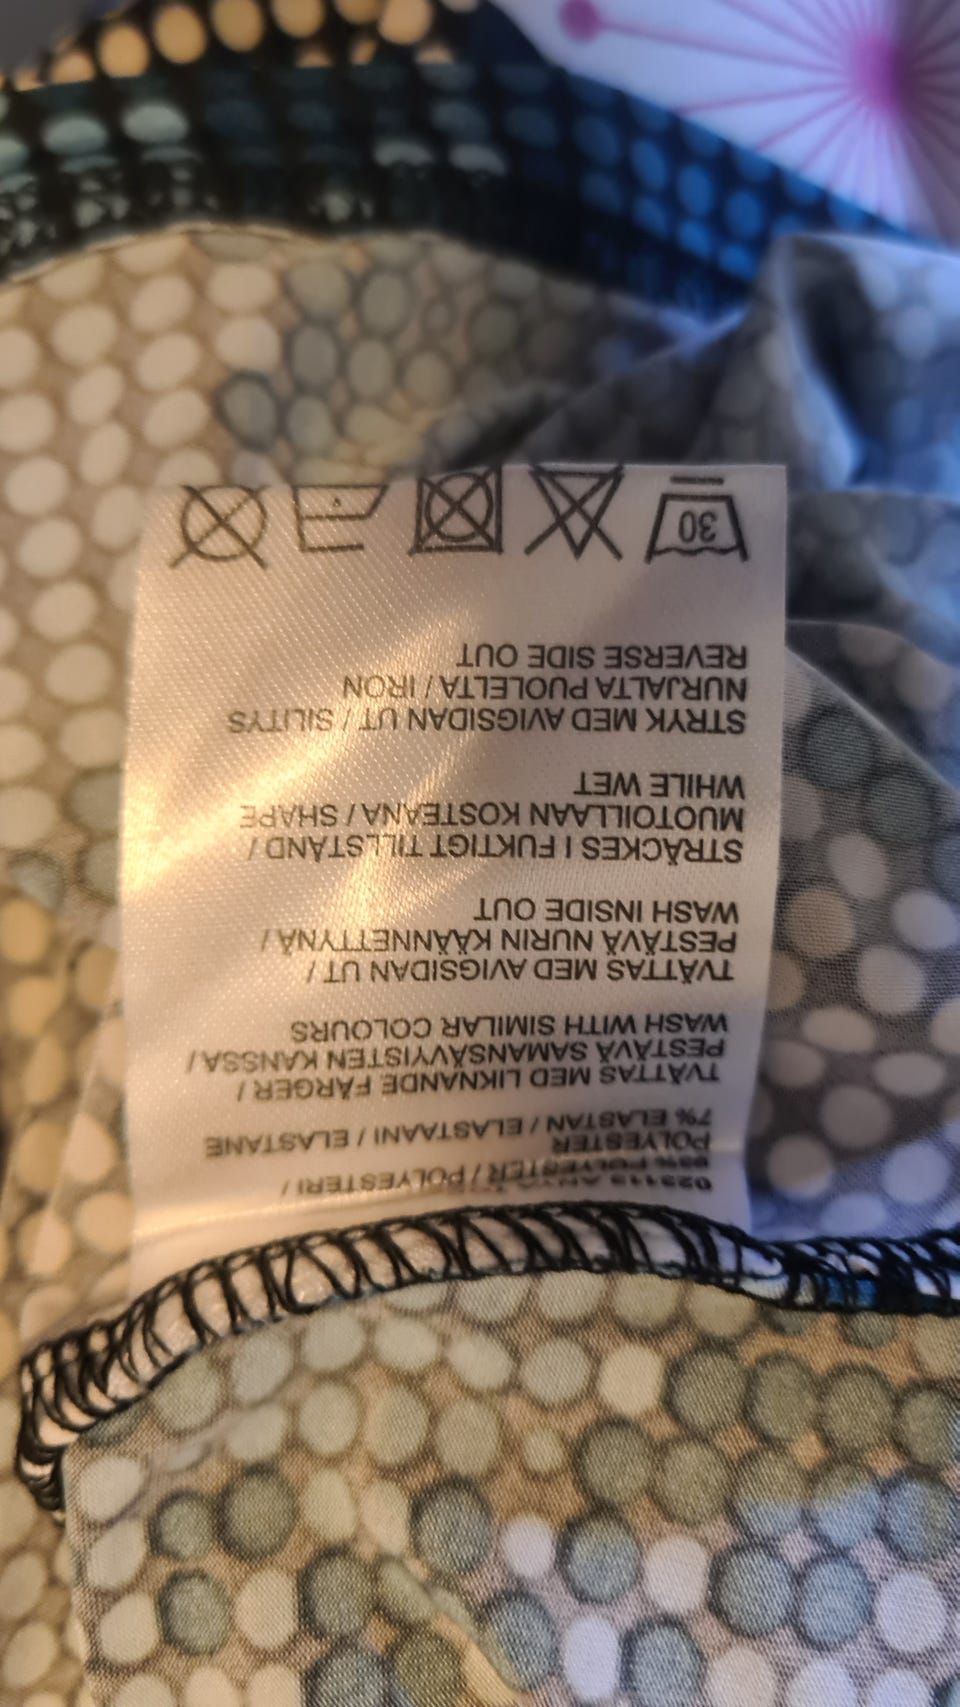 POLYESTERI / POLYESTER /
POLYESTER
7% ELASTAN / ELASTAANI / ELASTANE
TVÄTTAS MED LIKNANDE FÄRGER /
PESTÄVÄ SAMANSÄVYISTEN KANSSA /
WASH WITH SIMILAR COLOURS
TVÄTTAS MED AVIGSIDAN UT /
PESTÄVÄ NURIN KÄÄNNETTYNÄ /
WASH INSIDE OUT
STRÄCKES I FUKTIGT TILLSTÅND /
MUOTOILLAAN KOSTEANA / SHAPE
WHILE WET
STRYK MED AVIGSIDAN UT / SILITYS
NURJALTA PUOLELTA / IRON
REVERSE SIDE OUT
30